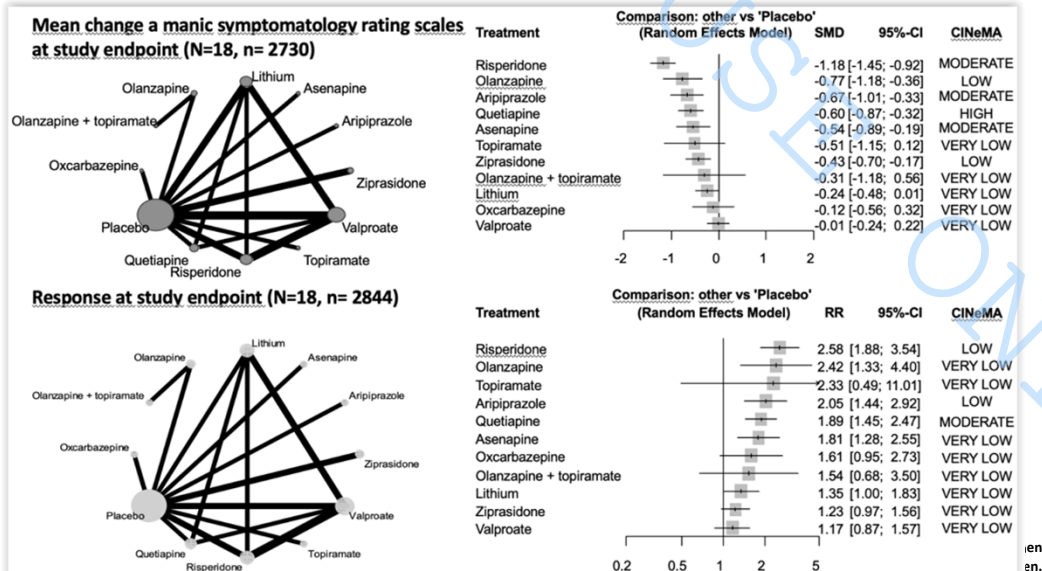 Mean change a manic symptomatology rating scales
at study endpoint (N=18, n= 2730)
Lithium
Olanzapine
Asenapine
Olanzapine + topiramate
Aripiprazole
Oxcarbazepine
Ziprasidone
Placebo
Valproate
Quetiapine
Topiramate
Risperidone
Comparison: other vs 'Placebo'
Treatment (Random Effects Model) SMD 95%-CI CINeMA
Risperidone -1.18 [-1.45; -0.92] MODERATE
Olanzapine -0.77 [-1.18; -0.36] LOW
Aripiprazole -0.67 [-1.01; -0.33] MODERATE
Quetiapine -0.60 [-0.87; -0.32] HIGH
Asenapine -0.54 [-0.89; -0.19] MODERATE
Topiramate -0.51 [-1.15; 0.12] VERY LOW
Ziprasidone -0.43 [-0.70; -0.17] LOW
Olanzapine + topiramate -0.31 [-1.18; 0.56] VERY LOW
Lithium -0.24 [-0.48; 0.01] VERY LOW
Oxcarbazepine -0.12 [-0.56; 0.32] VERY LOW
Valproate -0.01 [-0.24; 0.22] VERY LOW
-2 -1 0 1 2
Response at study endpoint (N=18, n= 2844)
Lithium
Olanzapine
Asenapine
Olanzapine + topiramate
Aripiprazole
Oxcarbazepine
Ziprasidone
Placebo
Valproate
Quetiapine
Topiramate
Risperidone
Comparison: other vs 'Placebo'
Treatment (Random Effects Model) RR 95%-CI CINeMA
Risperidone 2.58 [1.88; 3.54] LOW
Olanzapine 2.42 [1.33; 4.40] VERY LOW
Topiramate 2.33 [0.49; 11.01] VERY LOW
Aripiprazole 2.05 [1.44; 2.92] LOW
Quetiapine 1.89 [1.45; 2.47] MODERATE
Asenapine 1.81 [1.28; 2.55] VERY LOW
Oxcarbazepine 1.61 [0.95; 2.73] VERY LOW
Olanzapine + topiramate 1.54 [0.68; 3.50] VERY LOW
Lithium 1.35 [1.00; 1.83] VERY LOW
Ziprasidone 1.23 [0.97; 1.56] VERY LOW
Valproate 1.17 [0.87; 1.57] VERY LOW
0.2 0.5 1 2 5